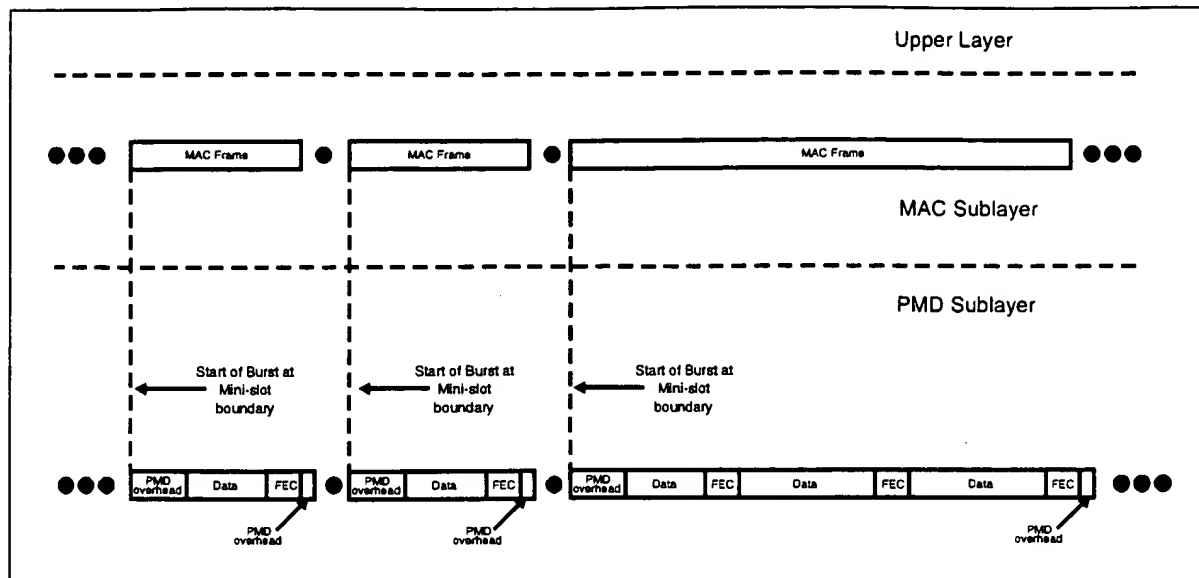 Upper Layer
MAC Frame
MAC Frame
MAC Frame
MAC Sublayer
PMD Sublayer
Start of Burst at
Mini-slot
boundary
Start of Burst at
Mini-slot
boundary
Start of Burst at
Mini-slot
boundary
PMD
overhead
Data
FEC
PMD
overhead
Data
FEC
PMD
overhead
Data
FEC
Data
FEC
Data
FEC
PMD
overhead
PMD
overhead
PMD
overhead